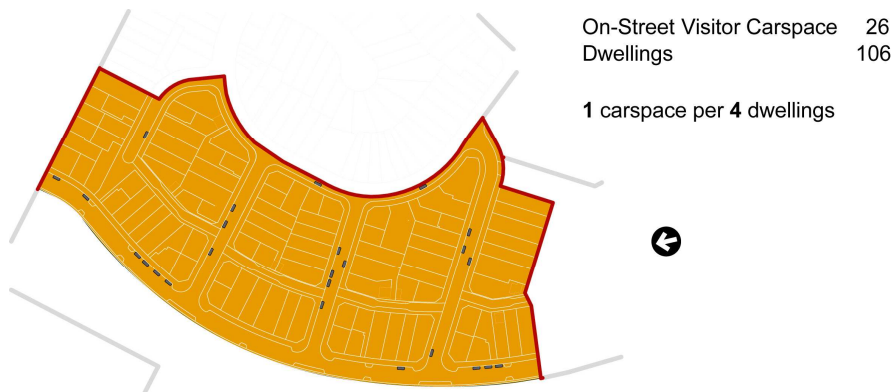 On-Street Visitor Carspace 26
Dwellings 106
1 carspace per 4 dwellings